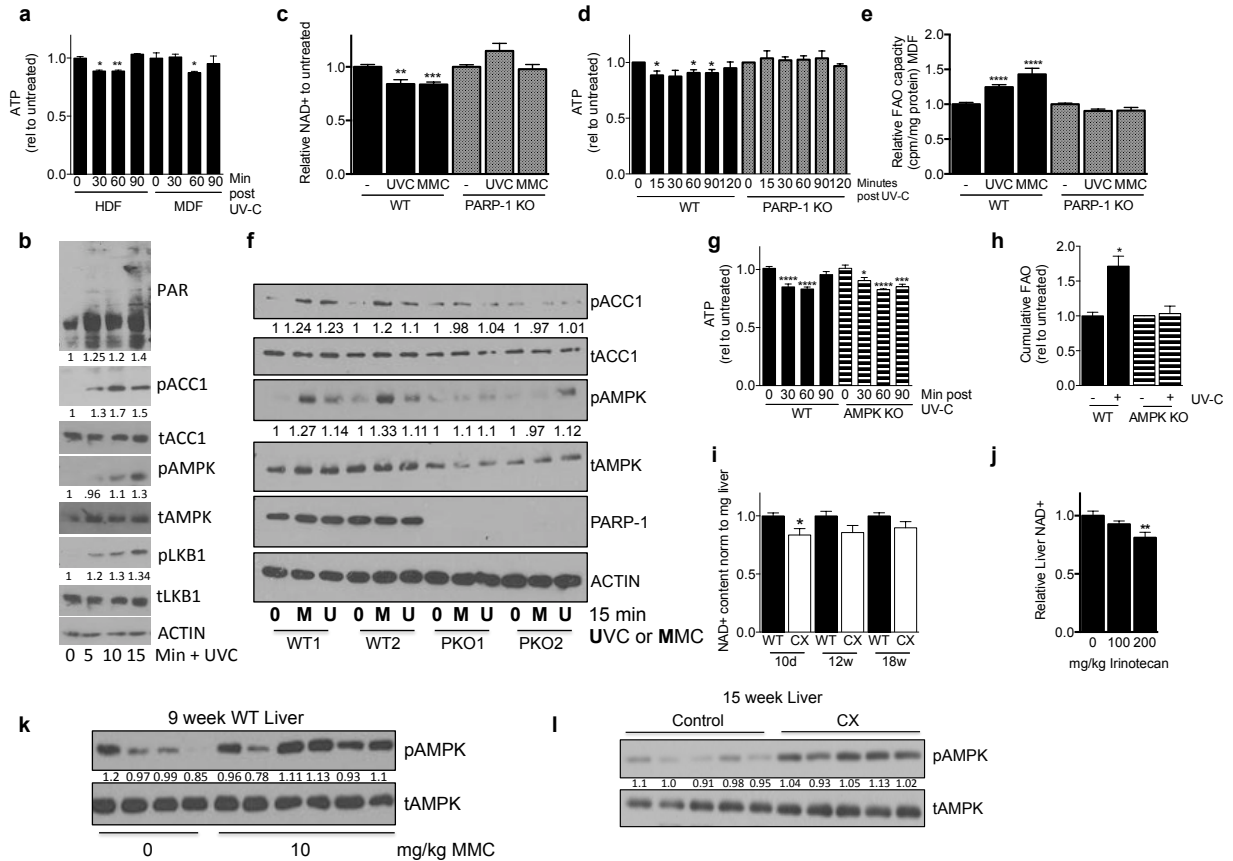 a
ATP
(rel to untreated)
1.0
0.5
0.0
* ** *
0 30 60 90 0 30 60 90 Min
post
UV-C
HDF MDF
c
Relative NAD+ to untreated
1.5
1.0
0.5
0.0
** ***
- UVC MMC - UVC MMC
WT PARP-1 KO
d
ATP
(rel to untreated)
1.5
1.0
0.5
0.0
* * *
0 15 30 60 90 120 0 15 30 60 90 120 Minutes
post UV-C
WT PARP-1 KO
e
Relative FAO capacity
(cpm/mg protein) MDF
2.0
1.5
1.0
0.5
0.0
**** ****
- UVC MMC - UVC MMC
WT PARP-1 KO
b
PAR
1 1.25 1.2 1.4
pACC1
1 1.3 1.7 1.5
tACC1
pAMPK
1 .96 1.1 1.3
tAMPK
pLKB1
1 1.2 1.3 1.34
tLKB1
ACTIN
0 5 10 15 Min + UVC
f
pACC1
1 1.24 1.23 1 1.2 1.1 1 .98 1.04 1 .97 1.01
tACC1
pAMPK
1 1.27 1.14 1 1.33 1.11 1 1.1 1.1 1 .97 1.12
tAMPK
PARP-1
ACTIN
0 M U 0 M U 0 M U 0 M U 15 min
UVC or MMC
WT1 WT2 PKO1 PKO2
g
ATP
(rel to untreated)
1.0
0.5
0.0
**** **** * **** ***
0 30 60 90 0 30 60 90 Min post
UV-C
WT AMPK KO
h
Cumulative FAO
(rel to untreated)
2.0
1.5
1.0
0.5
0.0
*
- + - + UV-C
WT AMPK KO
i
NAD+ content norm to mg liver
1.0
0.5
0
*
WT CX WT CX WT CX
10d 12w 18w
j
Relative Liver NAD+
1.0
0.5
0.0
**
0 100 200
mg/kg Irinotecan
k
9 week WT Liver
pAMPK
1.2 0.97 0.99 0.85 0.96 0.78 1.11 1.13 0.93 1.1
tAMPK
0 10 mg/kg MMC
l
15 week Liver
Control CX
pAMPK
1.1 1.0 0.91 0.98 0.95 1.04 0.93 1.05 1.13 1.02
tAMPK